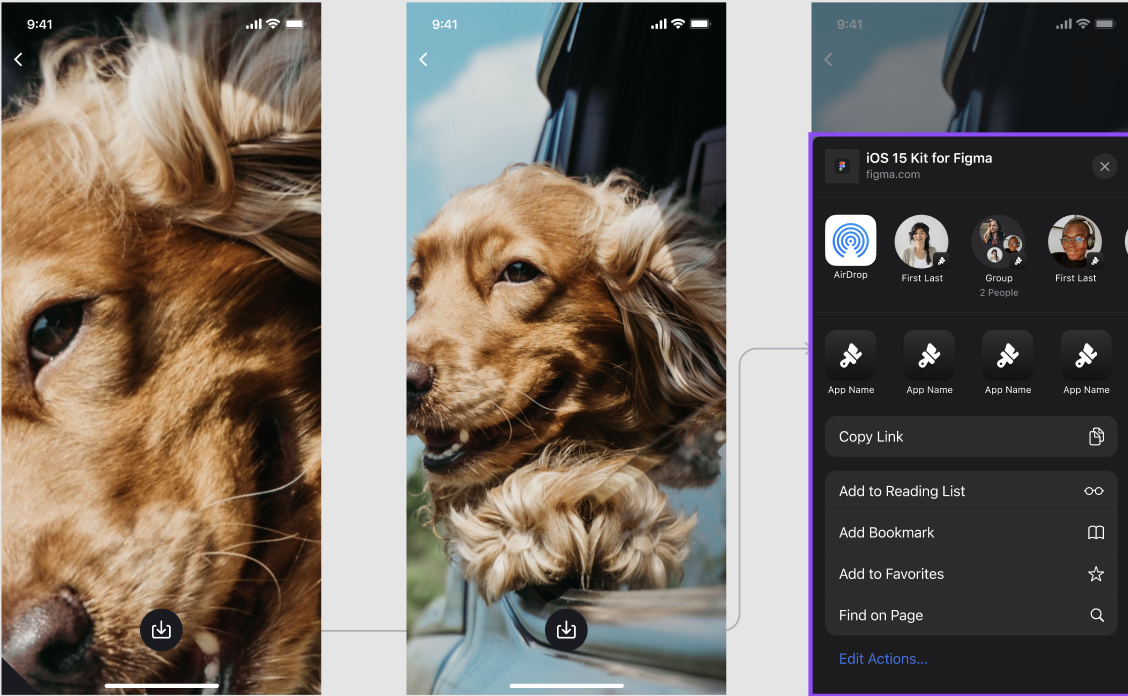 9:41
9:41
9:41
iOS 15 Kit for Figma
figma.com
AirDrop
First Last
Group
2 People
First Last
App Name
App Name
App Name
App Name
Copy Link
Add to Reading List
Add Bookmark
Add to Favorites
Find on Page
Edit Actions...